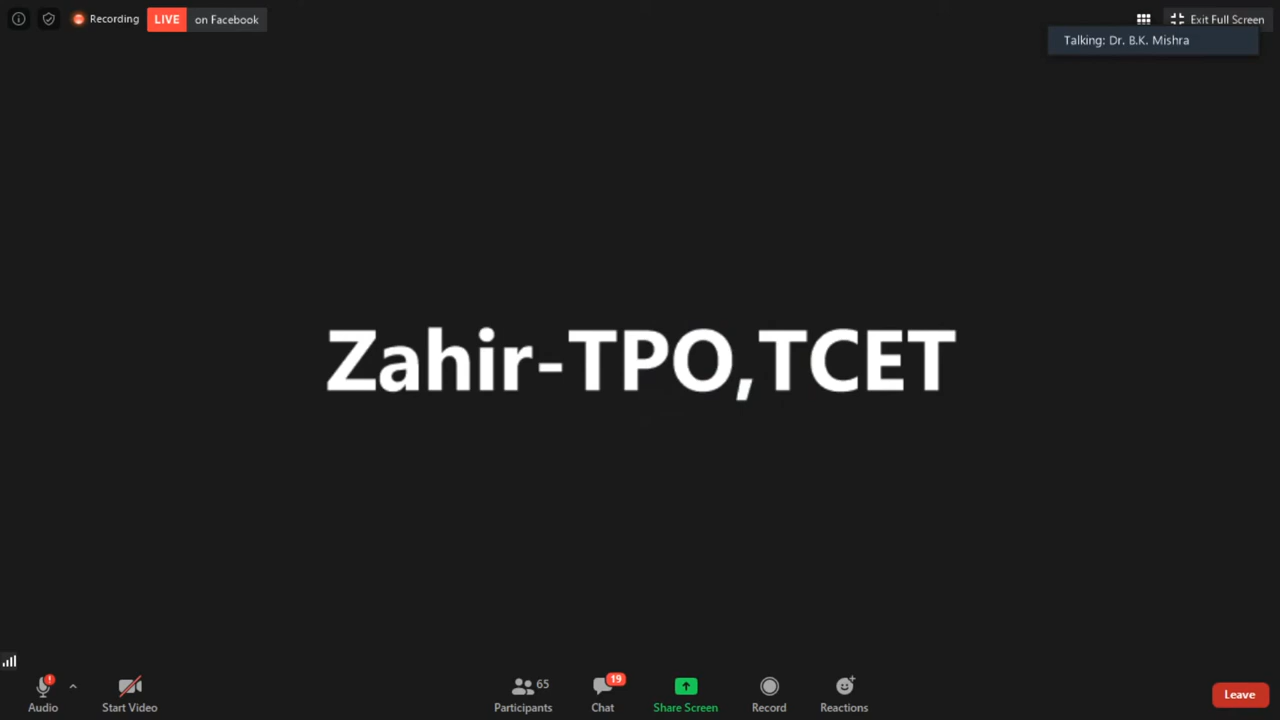 Recording LIVE on Facebook Exit Full Screen
Talking: Dr. B.K. Mishra
Zahir-TPO,TCET
65 19
Audio Start Video Participants Chat Share Screen Record Reactions Leave